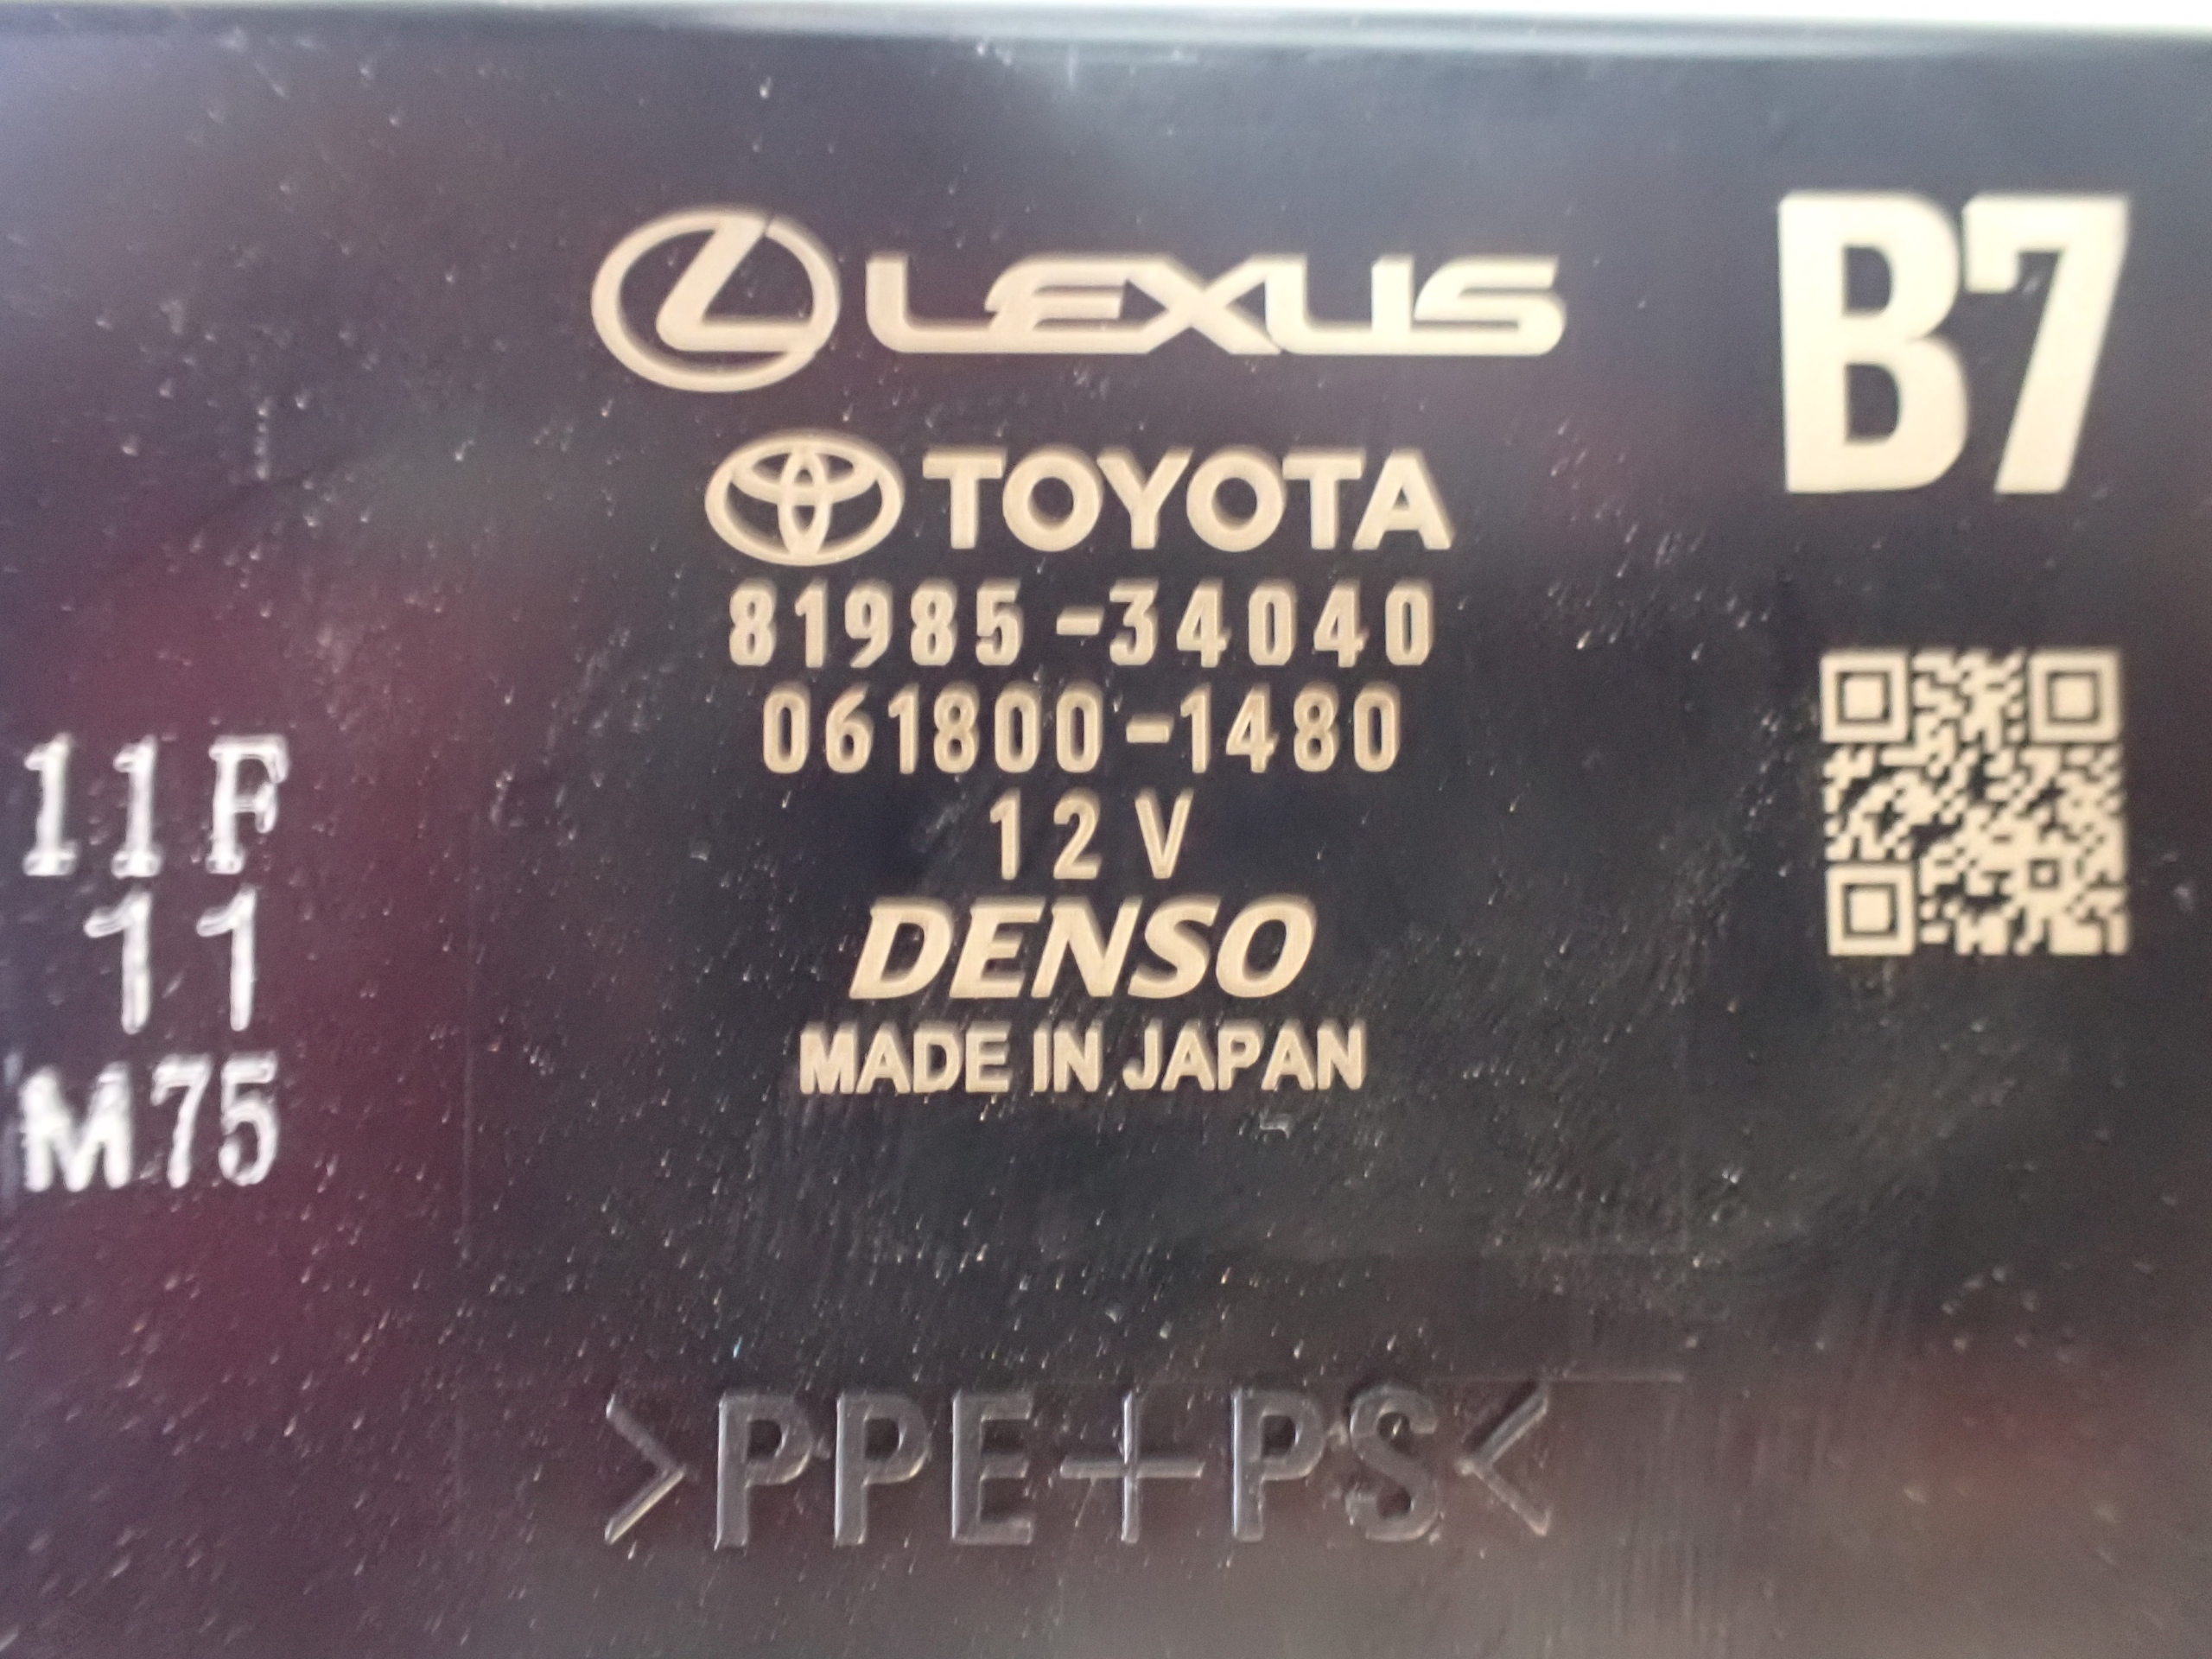 LEXUS
B7
TOYOTA
81985-34040
061800-1480
12V
DENSO
MADE IN JAPAN
11F
11
M75
>PPE+PS<